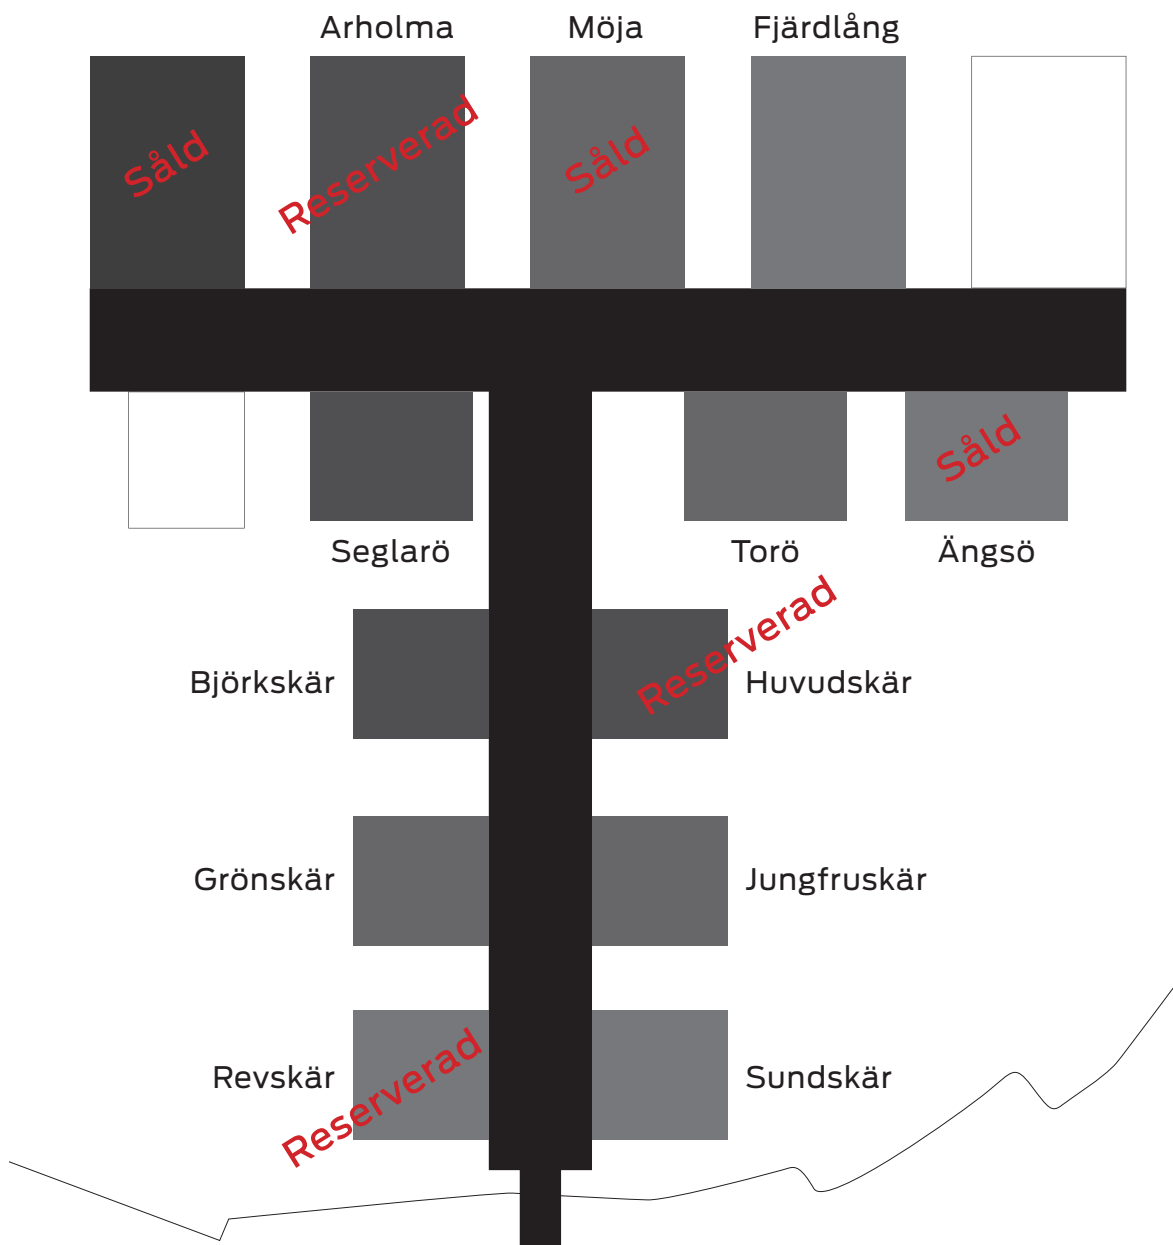 Arholma
Möja
Fjärdlång
Såld
Reserverad
Såld
Såld
Seglarö
Torö
Ängsö
Reserverad
Björkskär
Huvudskär
Grönskär
Jungfruskär
Revskär
Reserverad
Sundskär